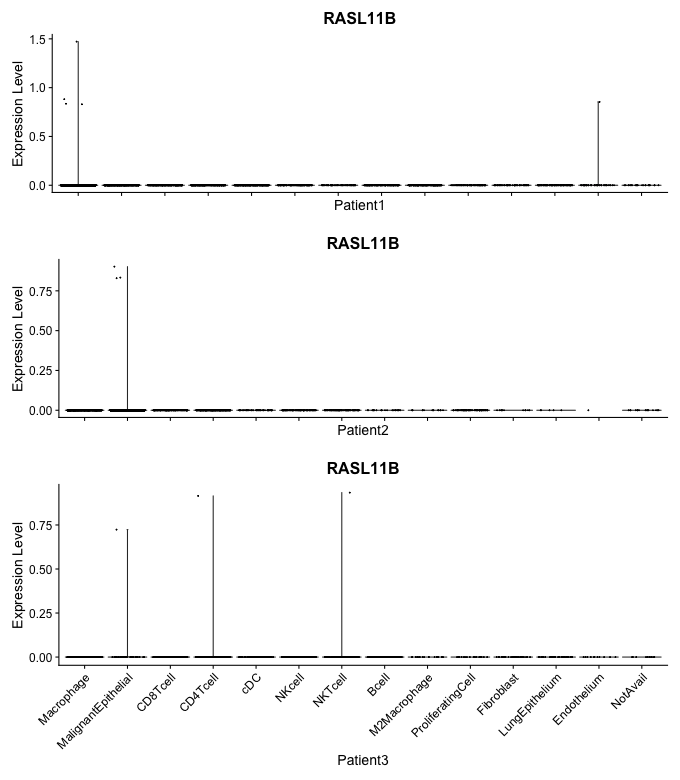 RASL11B
Expression Level
1.5
1.0
0.5
0.0
Patient1
RASL11B
Expression Level
0.75
0.50
0.25
0.00
Patient2
RASL11B
Expression Level
0.75
0.50
0.25
0.00
Macrophage
MalignantEpithelial
CD8Tcell
CD4Tcell
cDC
NKcell
NKTcell
Bcell
M2Macrophage
ProliferatingCell
Fibroblast
LungEpithelium
Endothelium
NotAvail
Patient3